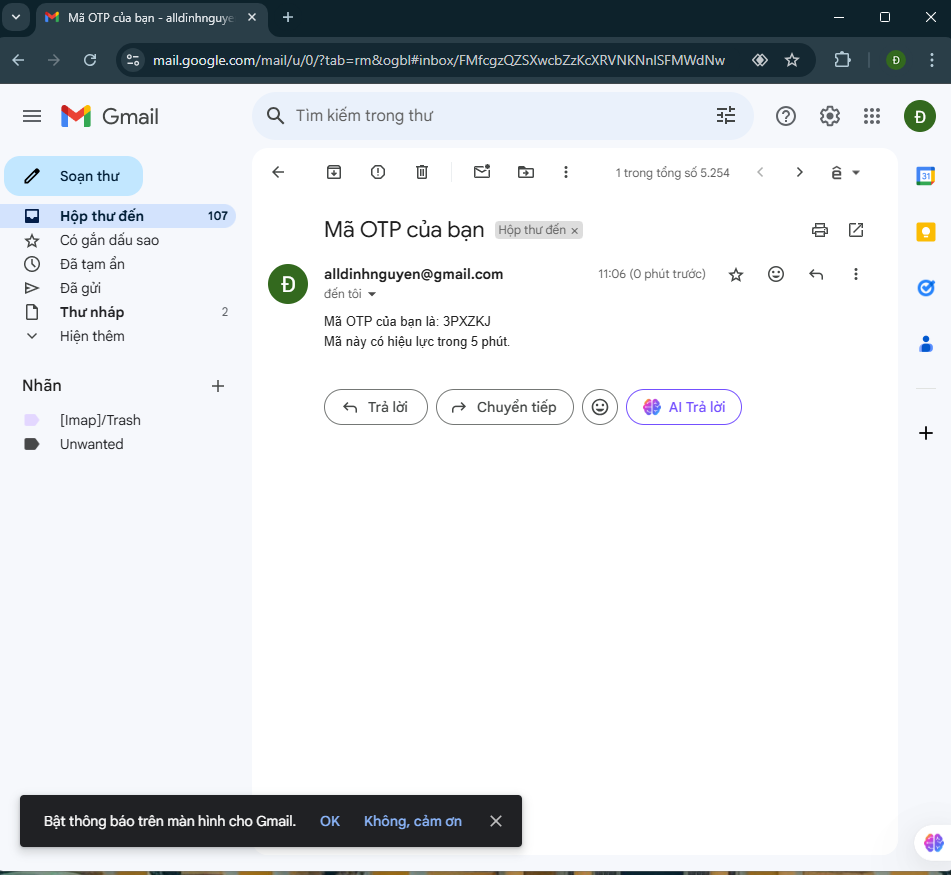 Mã OTP của bạn - alldinhnguye
mail.google.com/mail/u/0/?tab=rm&ogbl#inbox/FMfcgzQZSXwcbZzKcXRVNKNnlSFMWdNw
Đ
Gmail
Tìm kiếm trong thư
Đ
Soạn thư
1 trong tổng số 5.254
31
Hộp thư đến 107
Có gắn dấu sao
Đã tạm ẩn
Đã gửi
Thư nháp 2
Hiện thêm
Nhãn
[Imap]/Trash
Unwanted
Mã OTP của bạn Hộp thư đến ×
Đ
alldinhnguyen@gmail.com 11:06 (0 phút trước)
đến tôi
Mã OTP của bạn là: 3PXZKJ
Mã này có hiệu lực trong 5 phút.
Trả lời Chuyển tiếp AI Trả lời
Bật thông báo trên màn hình cho Gmail. OK Không, cảm ơn